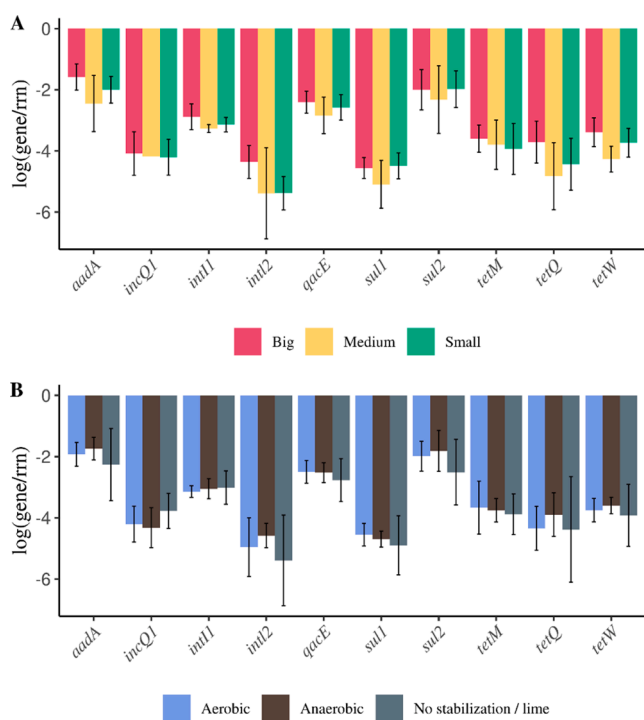 A
0
-2
-4
-6
log(gene/rrn)
aadA
incQ1
intI1
intI2
qacE
sul1
sul2
tetM
tetQ
tetW
Big Medium Small
B
0
-2
-4
-6
log(gene/rrn)
aadA
incQ1
intI1
intI2
qacE
sul1
sul2
tetM
tetQ
tetW
Aerobic Anaerobic No stabilization / lime